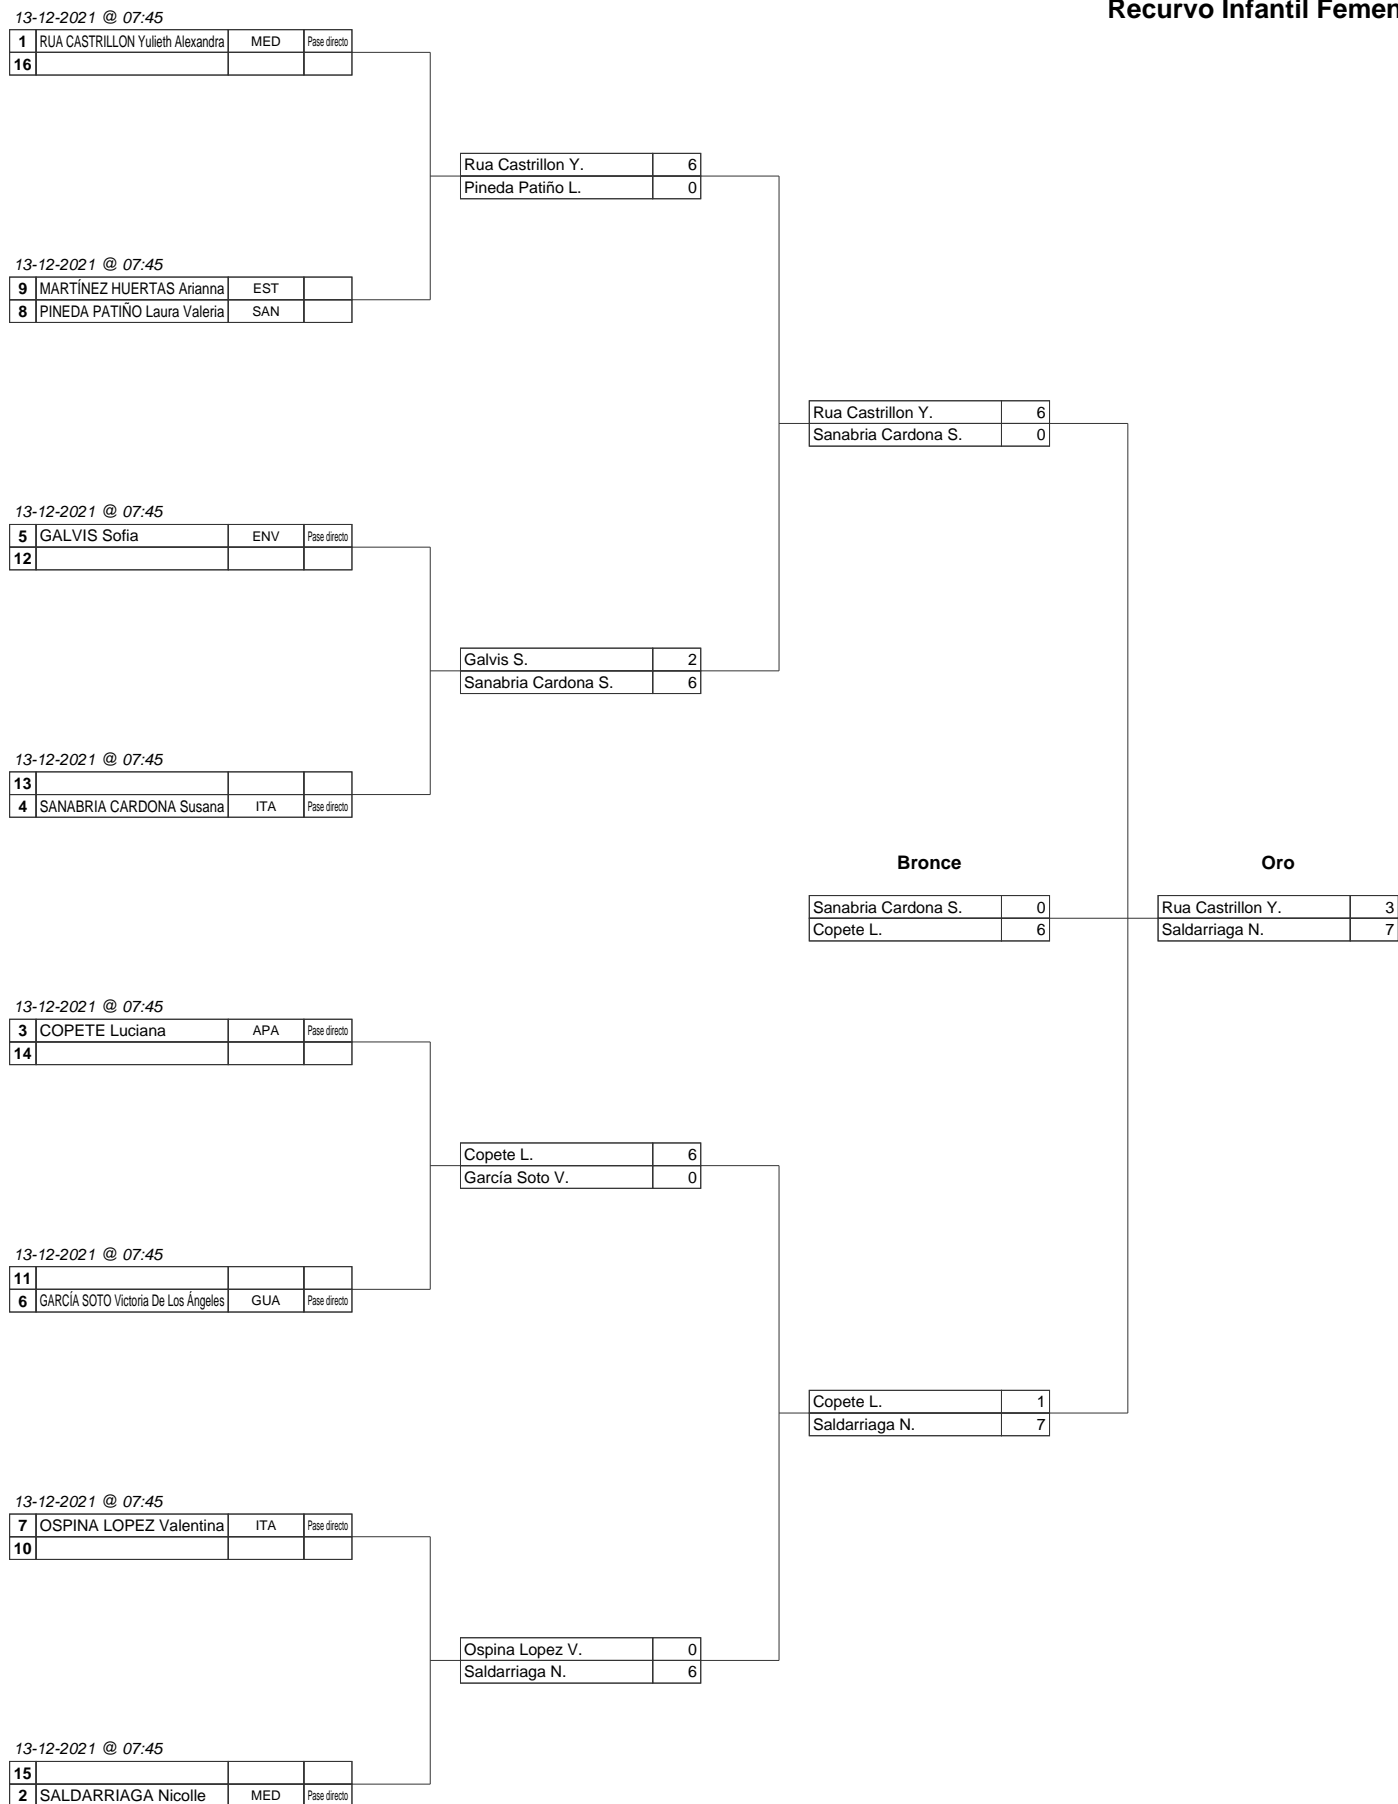 Recurvo Infantil Femen
13-12-2021 @ 07:45
1 RUA CASTRILLON Yulieth Alexandra MED Pase directo
16
Rua Castrillon Y. 6
Pineda Patiño L. 0
13-12-2021 @ 07:45
9 MARTÍNEZ HUERTAS Arianna EST
8 PINEDA PATIÑO Laura Valeria SAN
Rua Castrillon Y. 6
Sanabria Cardona S. 0
13-12-2021 @ 07:45
5 GALVIS Sofia ENV Pase directo
12
Galvis S. 2
Sanabria Cardona S. 6
13-12-2021 @ 07:45
13
4 SANABRIA CARDONA Susana ITA Pase directo
Bronce Oro
Sanabria Cardona S. 0 Rua Castrillon Y. 3
Copete L. 6 Saldarriaga N. 7
13-12-2021 @ 07:45
3 COPETE Luciana APA Pase directo
14
Copete L. 6
García Soto V. 0
13-12-2021 @ 07:45
11
6 GARCÍA SOTO Victoria De Los Ángeles GUA Pase directo
Copete L. 1
Saldarriaga N. 7
13-12-2021 @ 07:45
7 OSPINA LOPEZ Valentina ITA Pase directo
10
Ospina Lopez V. 0
Saldarriaga N. 6
13-12-2021 @ 07:45
15
2 SALDARRIAGA Nicolle MED Pase directo